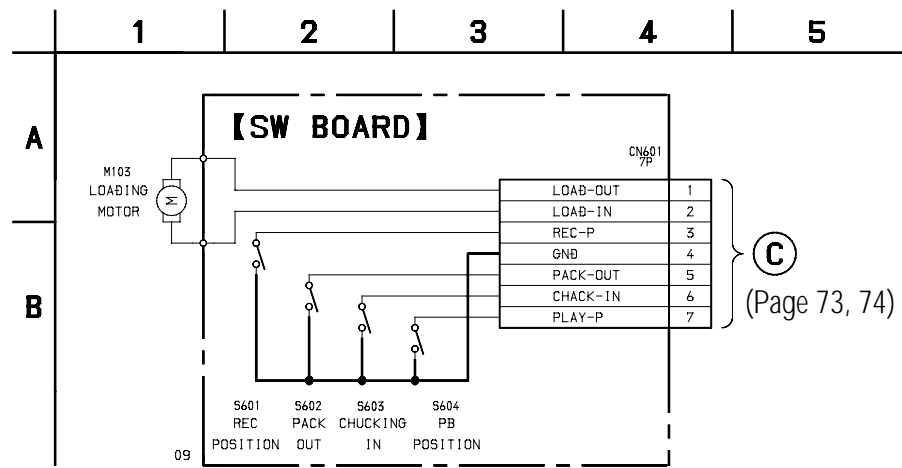 1 2 3 4 5
A
B
【SW BOARD】
CN601
7P
M103
LOADING
MOTOR
M
LOAD-OUT 1
LOAD-IN 2
REC-P 3
GND 4
PACK-OUT 5
CHACK-IN 6
PLAY-P 7
C
(Page 73, 74)
S601 S602 S603 S604
REC PACK CHUCKING PB
POSITION OUT IN POSITION
09